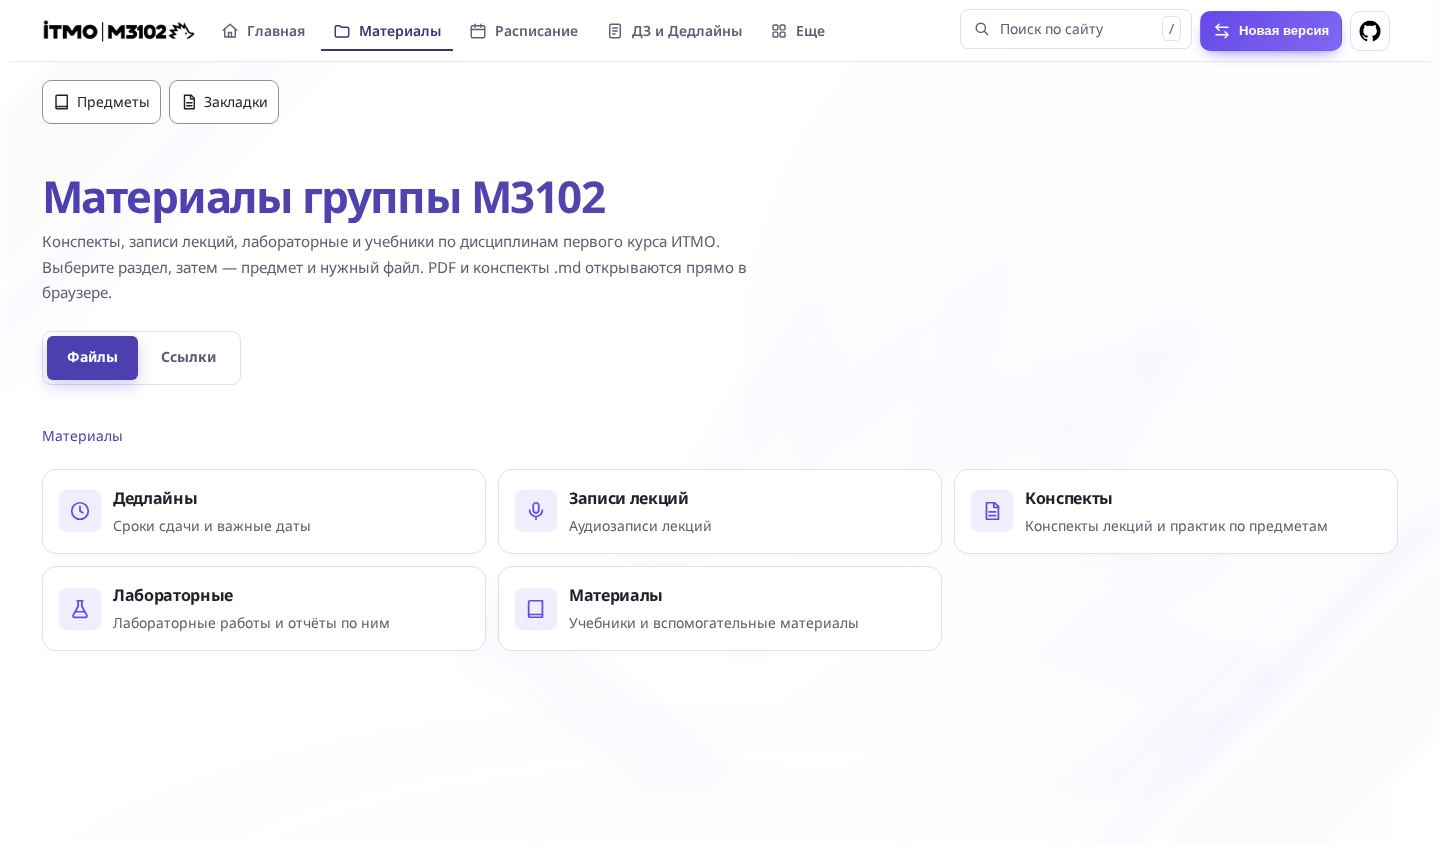 iTMO | M3102
Главная
Материалы
Расписание
ДЗ и Дедлайны
Еще
Поиск по сайту
/
Новая версия
Предметы
Закладки
Материалы группы M3102
Конспекты, записи лекций, лабораторные и учебники по дисциплинам первого курса ИТМО.
Выберите раздел, затем — предмет и нужный файл. PDF и конспекты .md открываются прямо в
браузере.
Файлы
Ссылки
Материалы
Дедлайны
Сроки сдачи и важные даты
Записи лекций
Аудиозаписи лекций
Конспекты
Конспекты лекций и практик по предметам
Лабораторные
Лабораторные работы и отчёты по ним
Материалы
Учебники и вспомогательные материалы